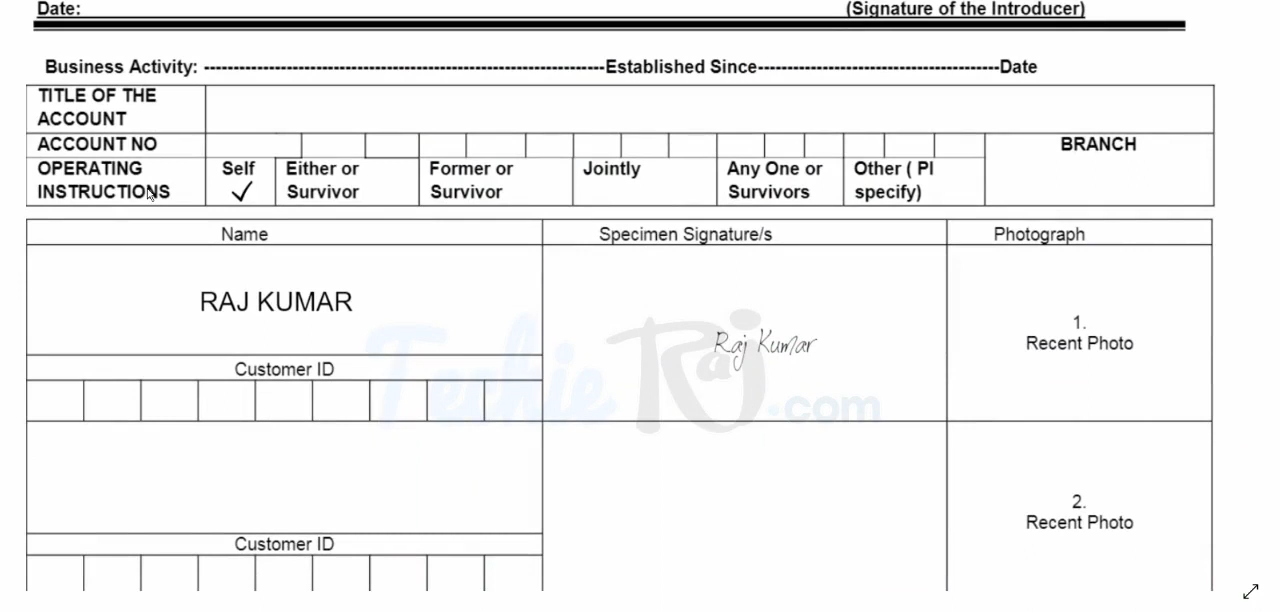 Date: (Signature of the Introducer)
Business Activity: --------------------------------------------------------------------Established Since-----------------------------------------Date
TITLE OF THE
ACCOUNT
ACCOUNT NO BRANCH
OPERATING Self Either or Former or Jointly Any One or Other ( Pl
INSTRUCTIONS ✓ Survivor Survivor Survivors specify)
Name Specimen Signature/s Photograph
RAJ KUMAR
1.
Raj Kumar Recent Photo
Customer ID
Techie Raj.com
2.
Recent Photo
Customer ID